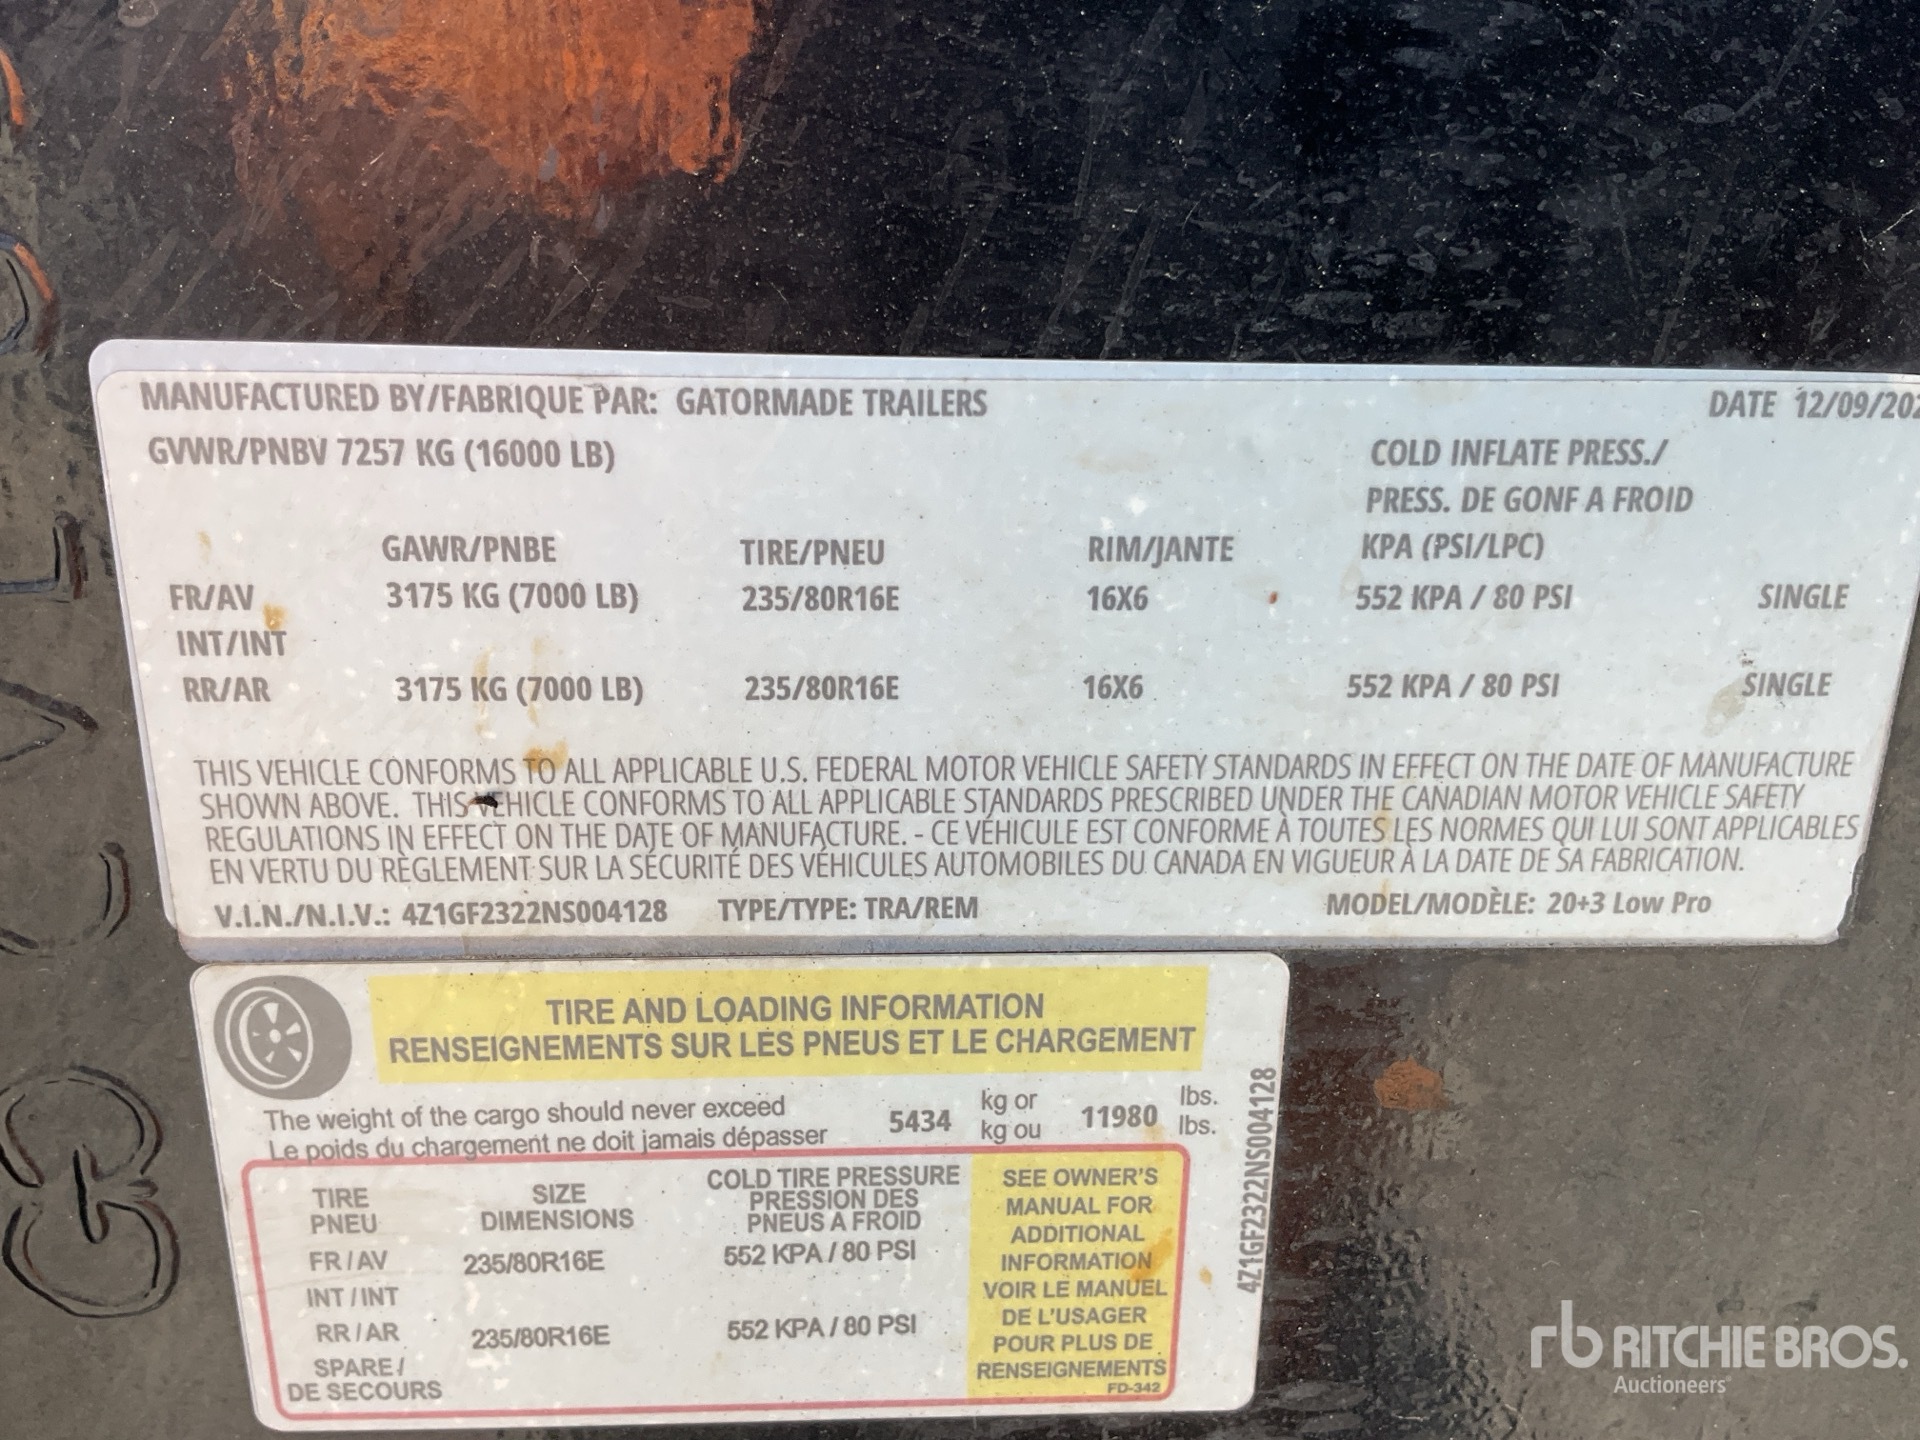 MANUFACTURED BY/FABRIQUE PAR: GATORMADE TRAILERS DATE 12/09/202
GVWR/PNBV 7257 KG (16000 LB) COLD INFLATE PRESS./
PRESS. DE GONF A FROID
GAWR/PNBE TIRE/PNEU RIM/JANTE KPA (PSI/LPC)
FR/AV 3175 KG (7000 LB) 235/80R16E 16X6 552 KPA / 80 PSI SINGLE
INT/INT
RR/AR 3175 KG (7000 LB) 235/80R16E 16X6 552 KPA / 80 PSI SINGLE
THIS VEHICLE CONFORMS TO ALL APPLICABLE U.S. FEDERAL MOTOR VEHICLE SAFETY STANDARDS IN EFFECT ON THE DATE OF MANUFACTURE
SHOWN ABOVE. THIS VEHICLE CONFORMS TO ALL APPLICABLE STANDARDS PRESCRIBED UNDER THE CANADIAN MOTOR VEHICLE SAFETY
REGULATIONS IN EFFECT ON THE DATE OF MANUFACTURE. - CE VÉHICULE EST CONFORME À TOUTES LES NORMES QUI LUI SONT APPLICABLES
EN VERTU DU RÈGLEMENT SUR LA SÉCURITÉ DES VÉHICULES AUTOMOBILES DU CANADA EN VIGUEUR À LA DATE DE SA FABRICATION.
V.I.N./N.I.V.: 4Z1GF2322NS004128 TYPE/TYPE: TRA/REM MODEL/MODÈLE: 20+3 Low Pro
TIRE AND LOADING INFORMATION
RENSEIGNEMENTS SUR LES PNEUS ET LE CHARGEMENT
The weight of the cargo should never exceed 5434 kg or 11980 lbs.
Le poids du chargement ne doit jamais dépasser kg ou lbs.
TIRE SIZE COLD TIRE PRESSURE
PNEU DIMENSIONS PRESSION DES
PNEUS A FROID
FR / AV 235/80R16E 552 KPA / 80 PSI
INT / INT
RR / AR 235/80R16E 552 KPA / 80 PSI
SPARE /
DE SECOURS
SEE OWNER'S
MANUAL FOR
ADDITIONAL
INFORMATION
VOIR LE MANUEL
DE L'USAGER
POUR PLUS DE
RENSEIGNEMENTS
FD-342
4Z1GF2322NS004128
rb RITCHIE BROS.
Auctioneers